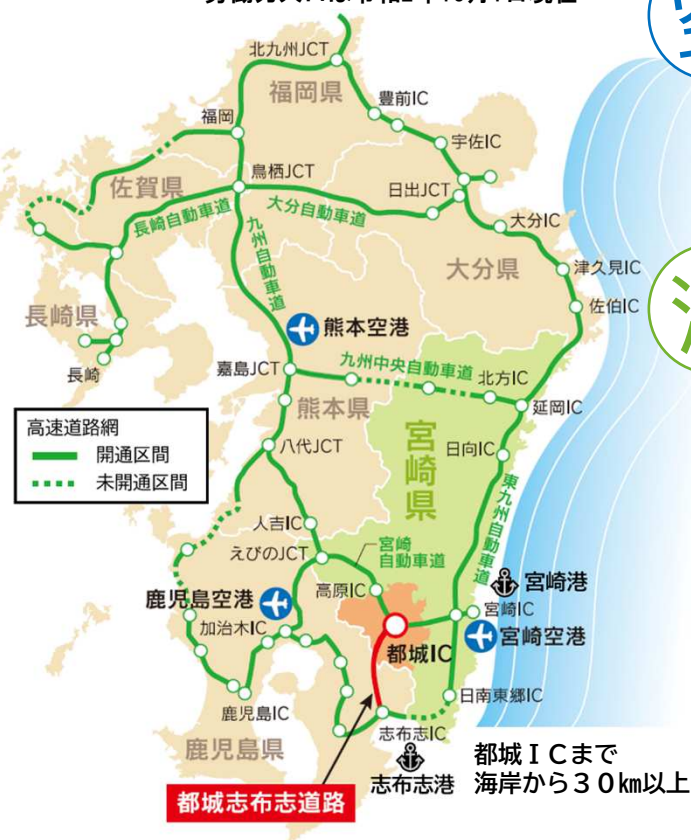 北九州JCT
福岡県
豊前IC
福岡
宇佐IC
鳥栖JCT
佐賀県
日出JCT
長崎自動車道
大分自動車道
九州自動車道
大分IC
大分県
津久見IC
佐伯IC
長崎県
熊本空港
長崎
嘉島JCT
九州中央自動車道
北方IC
延岡IC
熊本県
高速道路網
開通区間
未開通区間
宮崎県
八代JCT
日向IC
東九州自動車道
人吉IC
えびのJCT
宮崎
自動車道
宮崎港
高原IC
鹿児島空港
宮崎IC
加治木IC
宮崎空港
都城IC
日南東郷IC
鹿児島IC
志布志IC
鹿児島県
志布志港
都城ICまで
海岸から30㎞以上
都城志布志道路